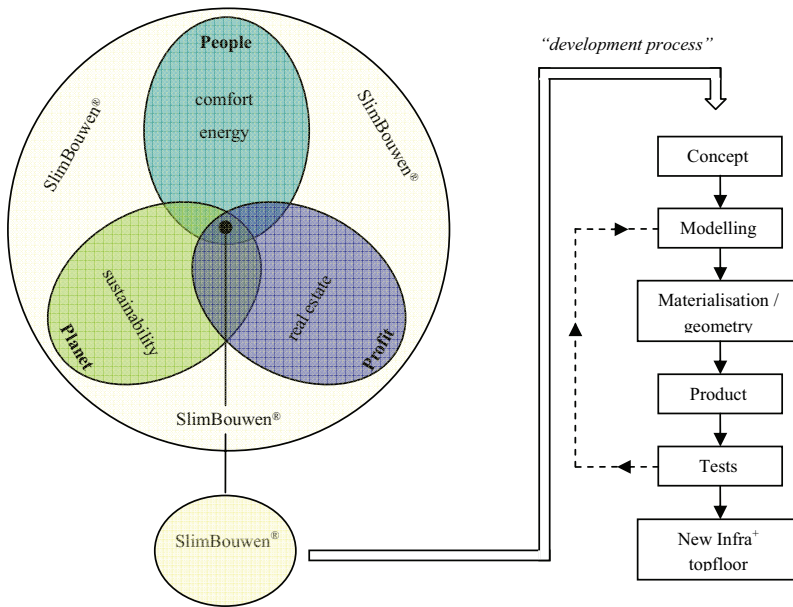 People
comfort
energy
SlimBouwen®
SlimBouwen®
sustainability
Planet
real estate
Profit
SlimBouwen®
SlimBouwen®
“development process”
Concept
Modelling
Materialisation /
geometry
Product
Tests
New Infra⁺
topfloor